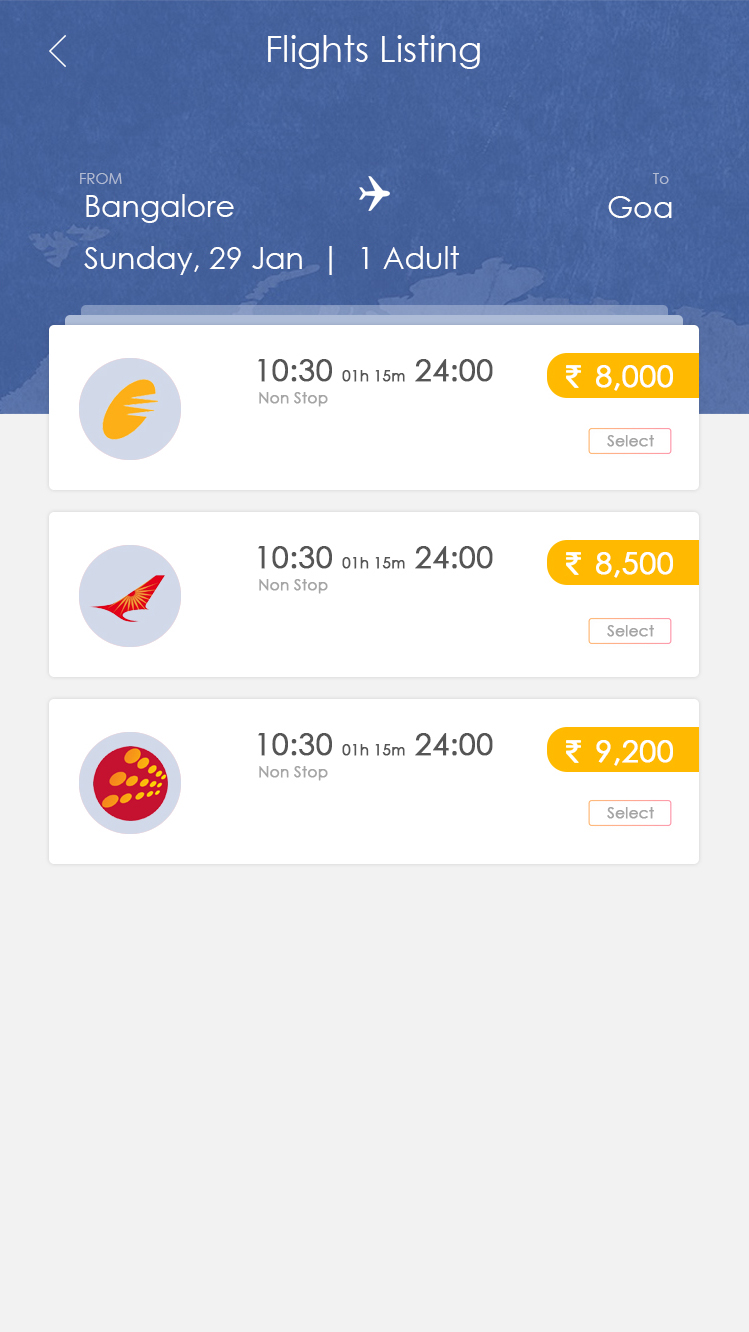 Flights Listing
FROM
To
Bangalore
Goa
Sunday, 29 Jan | 1 Adult
10:30 01h 15m 24:00
₹ 8,000
Non Stop
Select
10:30 01h 15m 24:00
₹ 8,500
Non Stop
Select
10:30 01h 15m 24:00
₹ 9,200
Non Stop
Select